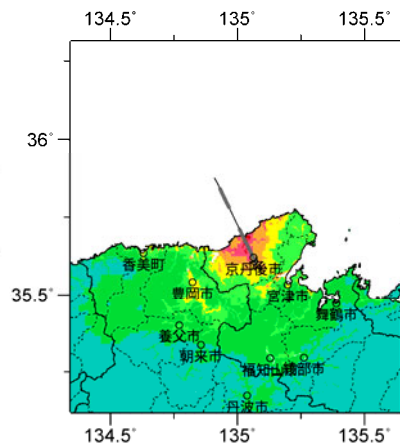 134.5° 135° 135.5°
36°
京丹後市
香美町
豊岡市
宮津市
35.5°
舞鶴市
養父市
朝来市
福知山市
綾部市
丹波市
134.5° 135° 135.5°